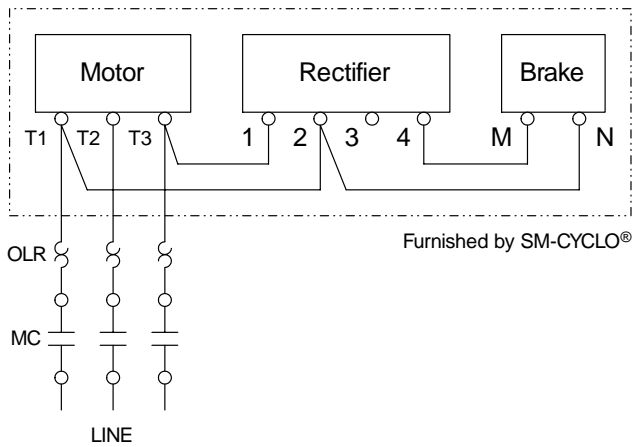 Motor Rectifier Brake
T1 T2 T3 1 2 3 4 M N
Furnished by SM-CYCLO®
OLR
MC
LINE